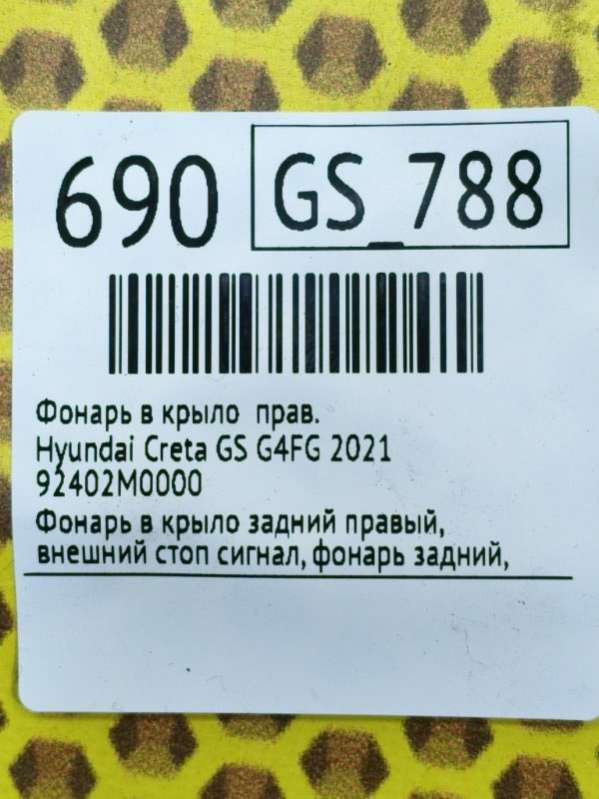 690 GS_788
Фонарь в крыло прав.
Hyundai Creta GS G4FG 2021
92402M0000
Фонарь в крыло задний правый,
внешний стоп сигнал, фонарь задний,